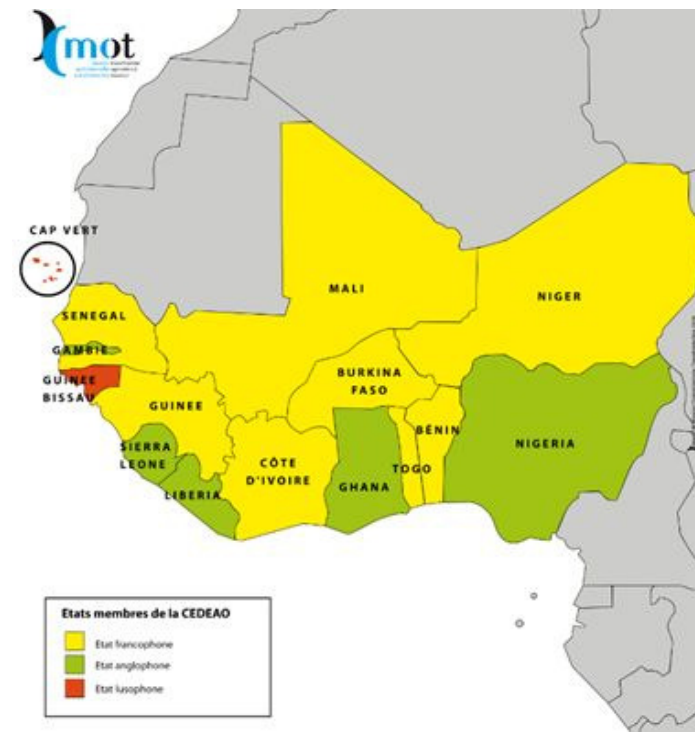 mot
CAP VERT
MALI
NIGER
SENEGAL
GAMBIE
BURKINA
FASO
GUINEE
BISSAU
GUINEE
BÉNIN
NIGERIA
SIERRA
LEONE
CÔTE
D'IVOIRE
TOGO
GHANA
LIBERIA
Etats membres de la CEDEAO
Etat francophone
Etat anglophone
Etat lusophone